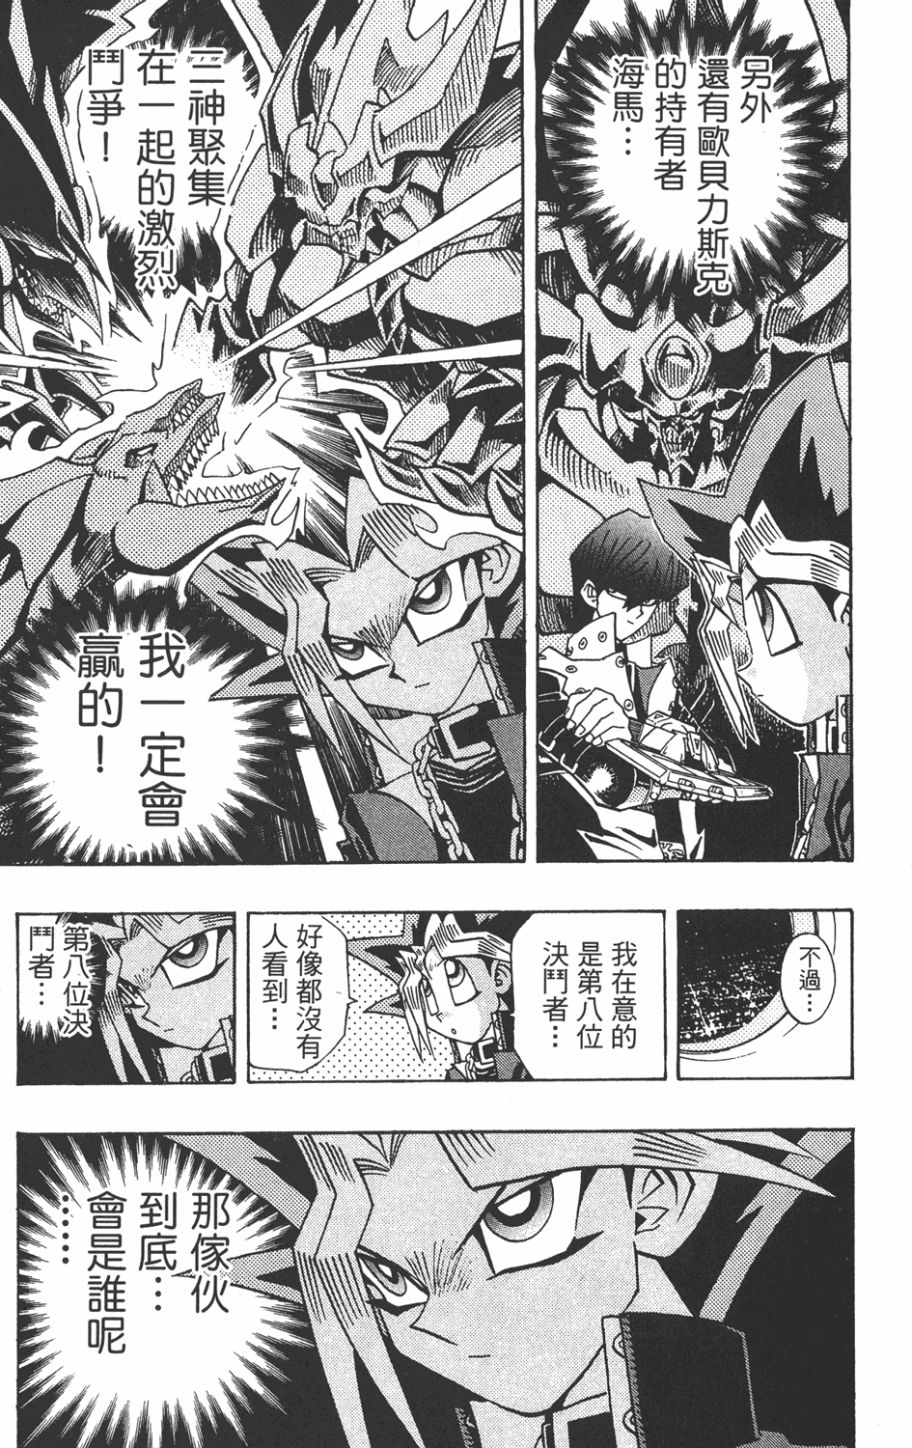 另外
還有歐貝力斯克
的持有者
海馬…
三神聚集
在一起的激烈
鬥爭！
我一定會
贏的！
不過…
我在意的
是第八位
決鬥者…
好像都沒有
人看到…
第八位決
鬥者…
那傢伙
到底…
會是誰呢
……